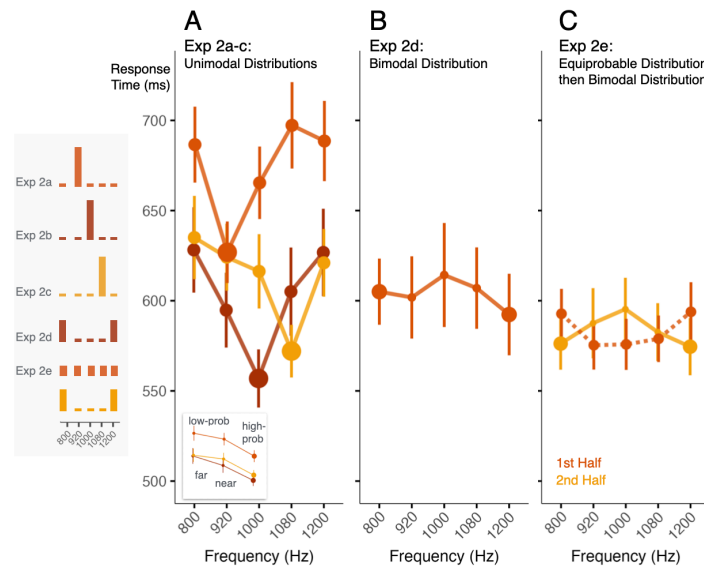 A
Exp 2a-c:
Unimodal Distributions
B
Exp 2d:
Bimodal Distribution
C
Exp 2e:
Equiprobable Distribution
then Bimodal Distribution
Response
Time (ms)
700
650
600
550
500
Exp 2a
Exp 2b
Exp 2c
Exp 2d
Exp 2e
800
920
1000
1080
1200
low-prob
high-
prob
far
near
1st Half
2nd Half
800
920
1000
1080
1200
800
920
1000
1080
1200
800
920
1000
1080
1200
Frequency (Hz)
Frequency (Hz)
Frequency (Hz)